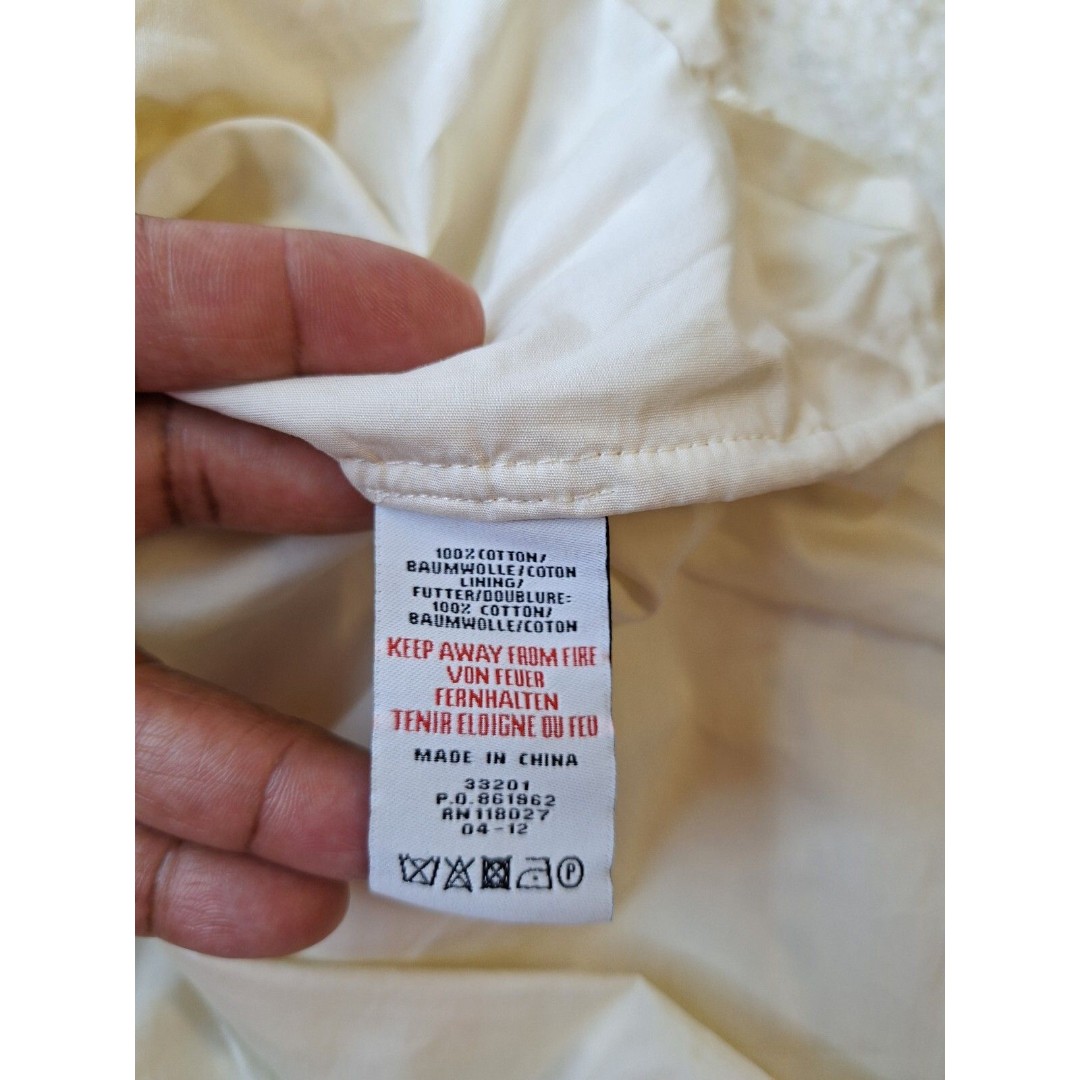 100% COTTON/
BAUMWOLLE/COTON
LINING/
FUTTER/DOUBLURE:
100% COTTON/
BAUMWOLLE/COTON
KEEP AWAY FROM FIRE
VON FEUER
FERNHALTEN
TENIR ELOIGNE DU FEU
MADE IN CHINA
33201
P.O.861962
RN 118027
04-12
P